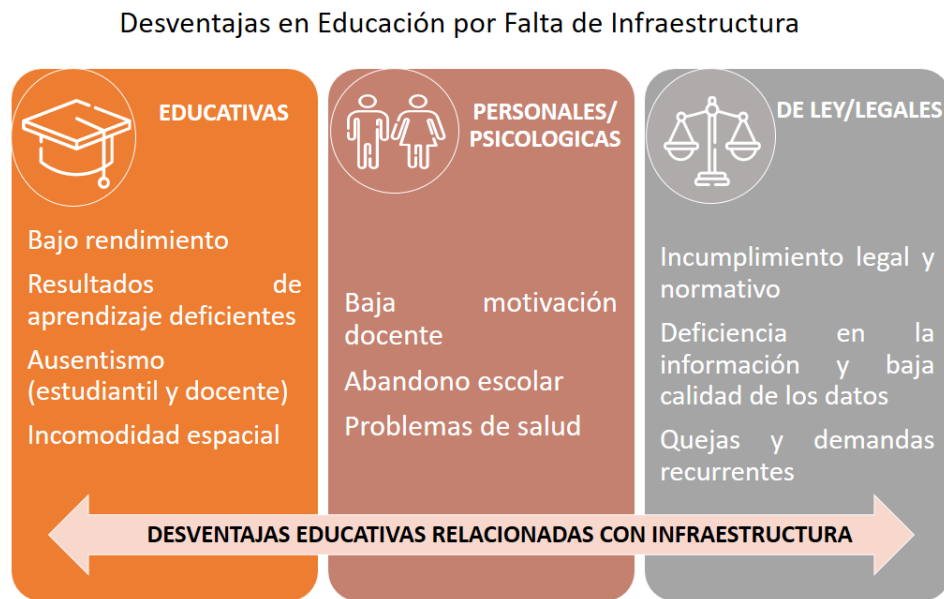 Desventajas en Educación por Falta de Infraestructura
EDUCATIVAS
Bajo rendimiento
Resultados de
aprendizaje deficientes
Ausentismo
(estudiantil y docente)
Incomodidad espacial
PERSONALES/
PSICOLOGICAS
Baja motivación
docente
Abandono escolar
Problemas de salud
DE LEY/LEGALES
Incumplimiento legal y
normativo
Deficiencia en la
información y baja
calidad de los datos
Quejas y demandas
recurrentes
DESVENTAJAS EDUCATIVAS RELACIONADAS CON INFRAESTRUCTURA